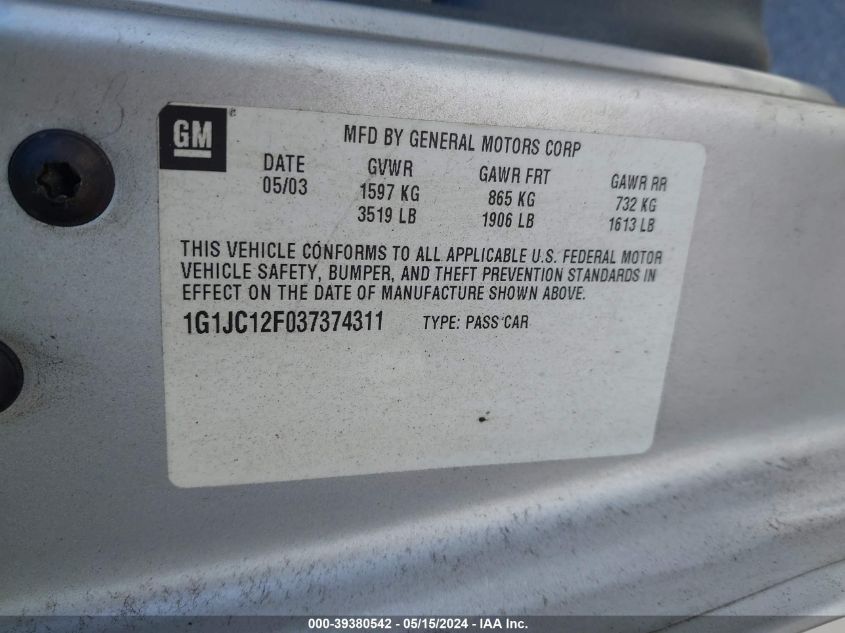 GM®
MFD BY GENERAL MOTORS CORP
DATE GVWR GAWR FRT GAWR RR
05/03 1597 KG 865 KG 732 KG
3519 LB 1906 LB 1613 LB
THIS VEHICLE CONFORMS TO ALL APPLICABLE U.S. FEDERAL MOTOR
VEHICLE SAFETY, BUMPER, AND THEFT PREVENTION STANDARDS IN
EFFECT ON THE DATE OF MANUFACTURE SHOWN ABOVE.
1G1JC12F037374311 TYPE: PASS CAR
000-39380542 - 05/15/2024 - IAA Inc.